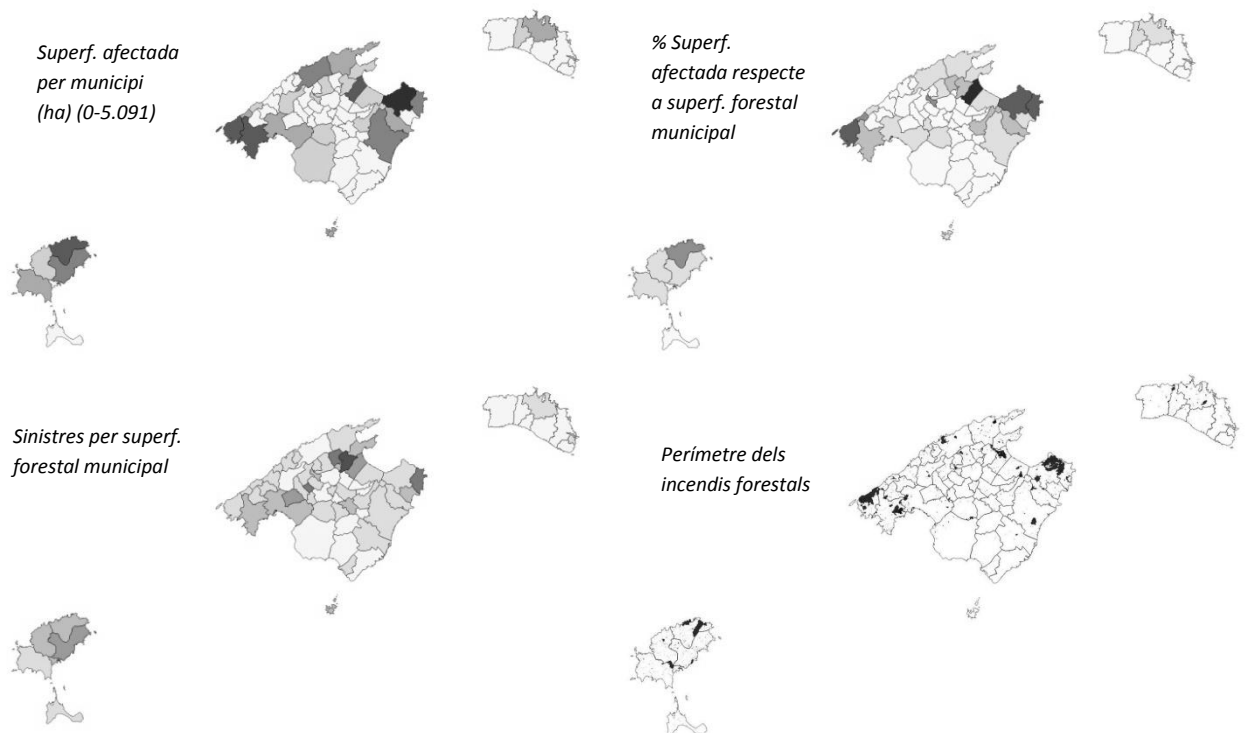 Superf. afectada
per municipi
(ha) (0-5.091)
% Superf.
afectada respecte
a superf. forestal
municipal
Sinistres per superf.
forestal municipal
Perímetre dels
incendis forestals